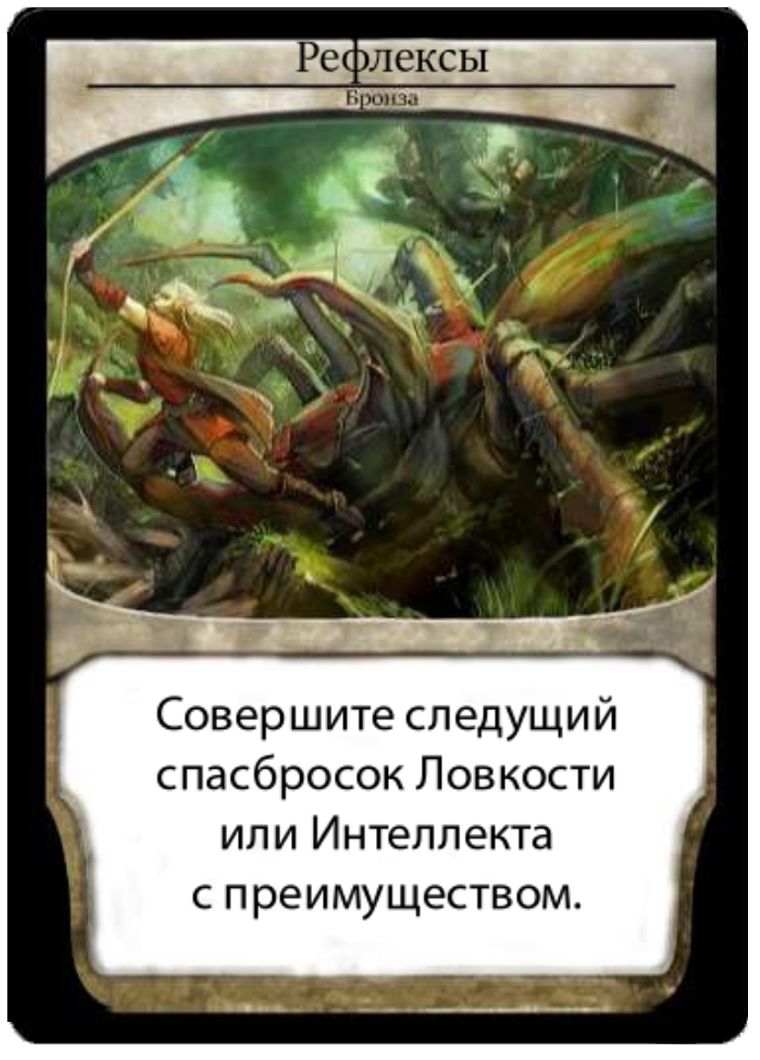 Рефлексы
Бронза
Совершите следущий
спасбросок Ловкости
или Интеллекта
с преимуществом.